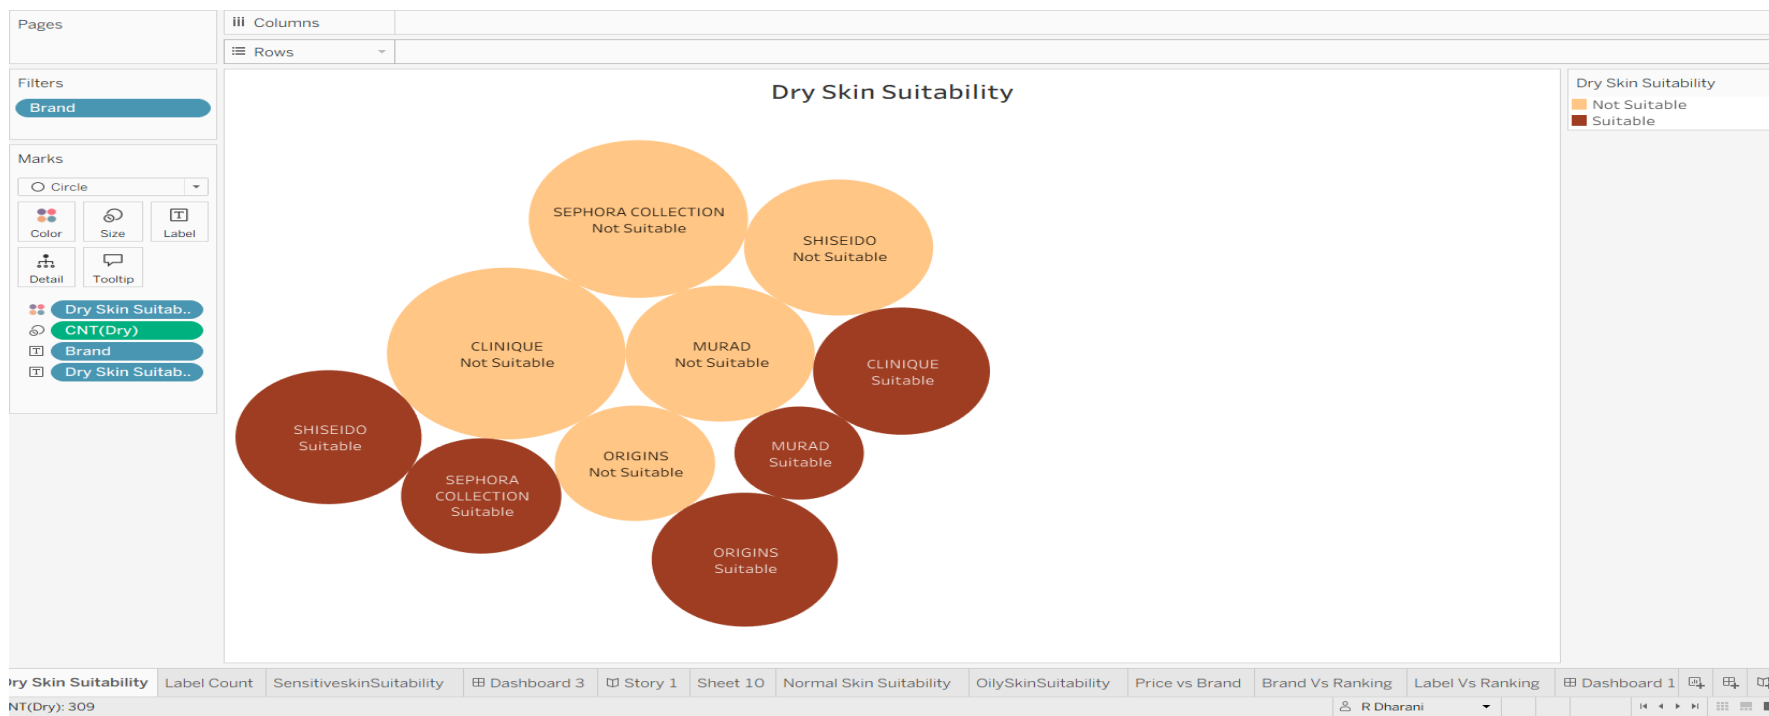 Pages
Columns
Rows
Filters
Brand
Marks
Circle
Color
Size
Label
Detail
Tooltip
Dry Skin Suitab..
CNT(Dry)
Brand
Dry Skin Suitab..
Dry Skin Suitability
SEPHORA COLLECTION
Not Suitable
SHISEIDO
Not Suitable
CLINIQUE
Not Suitable
MURAD
Not Suitable
CLINIQUE
Suitable
SHISEIDO
Suitable
SEPHORA
COLLECTION
Suitable
ORIGINS
Not Suitable
MURAD
Suitable
ORIGINS
Suitable
Dry Skin Suitability
Not Suitable
Suitable
ry Skin Suitability Label Count SensitiveskinSuitability Dashboard 3 Story 1 Sheet 10 Normal Skin Suitability OilySkinSuitability Price vs Brand Brand Vs Ranking Label Vs Ranking Dashboard 1
NT(Dry): 309 R Dharani